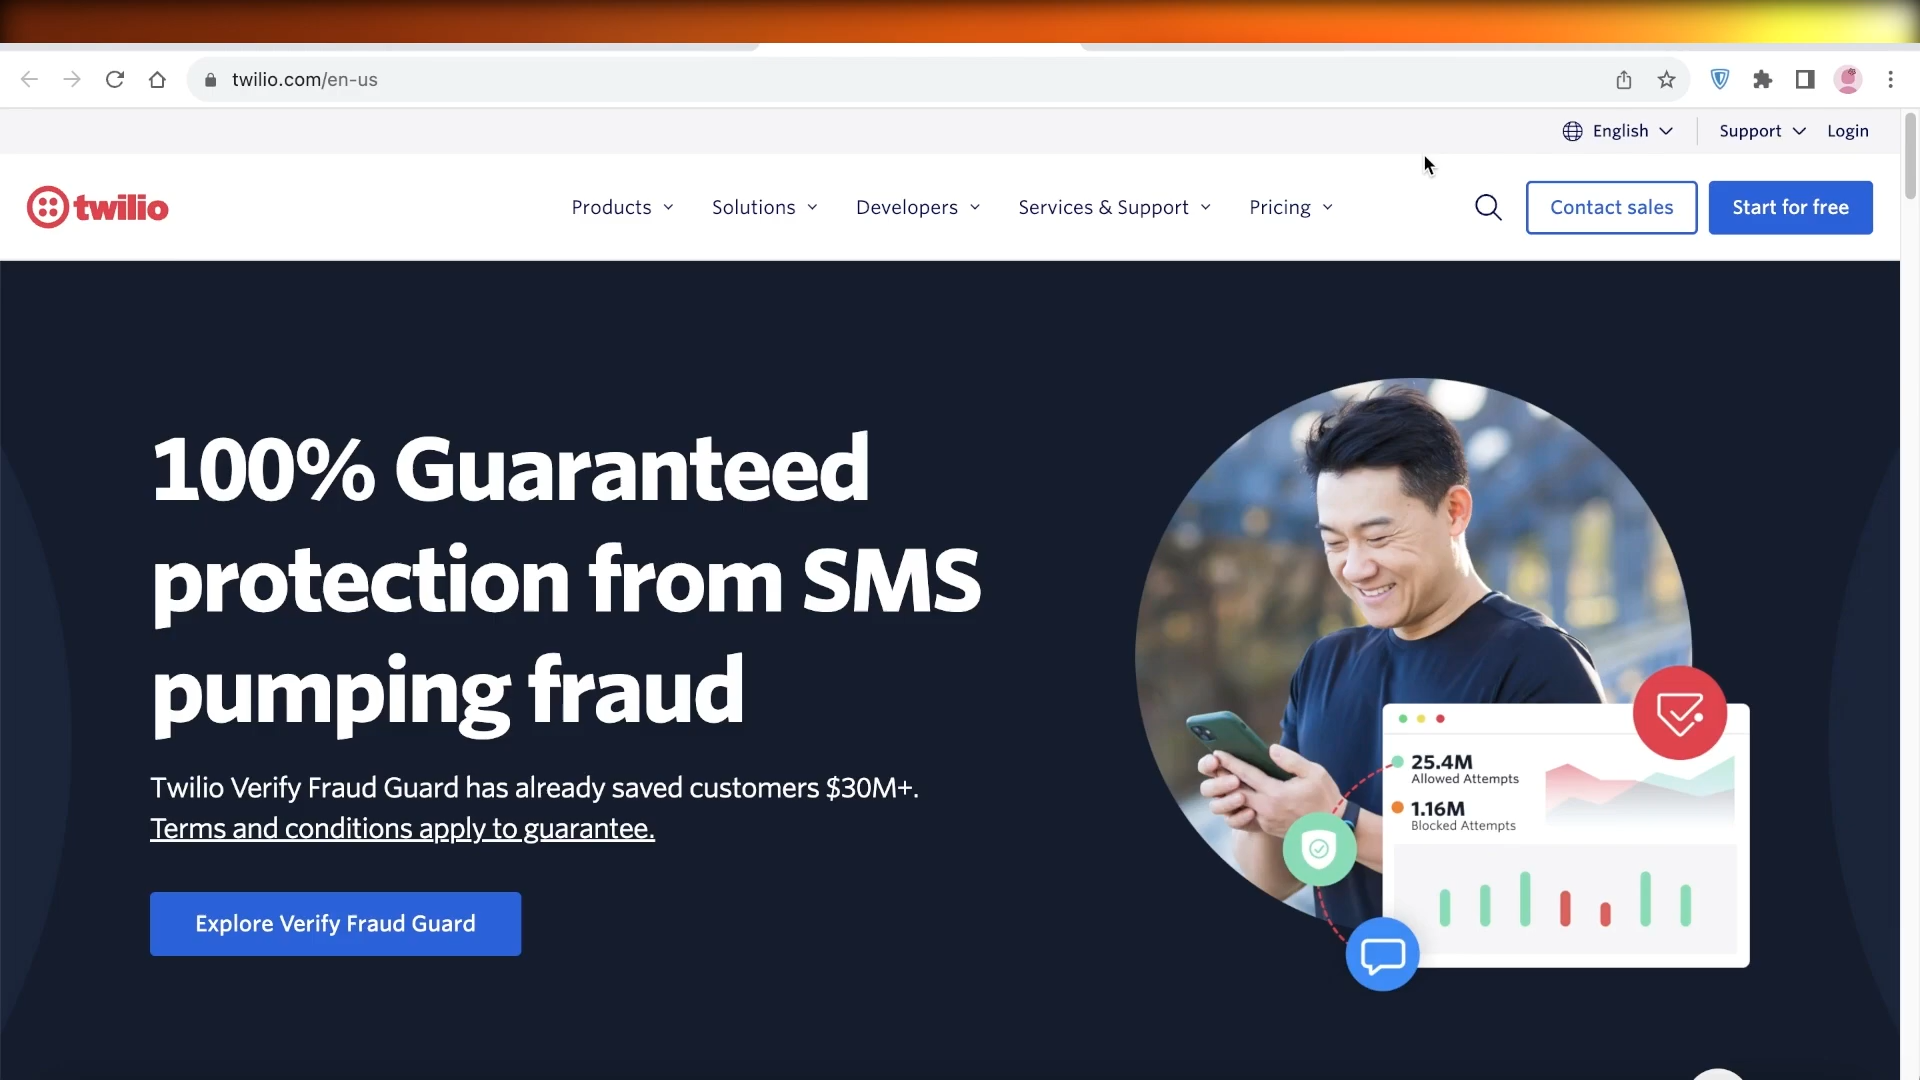 twilio.com/en-us
English
Support
Login
twilio
Products
Solutions
Developers
Services & Support
Pricing
Contact sales
Start for free
100% Guaranteed
protection from SMS
pumping fraud
Twilio Verify Fraud Guard has already saved customers $30M+.
Terms and conditions apply to guarantee.
Explore Verify Fraud Guard
25.4M
Allowed Attempts
1.16M
Blocked Attempts